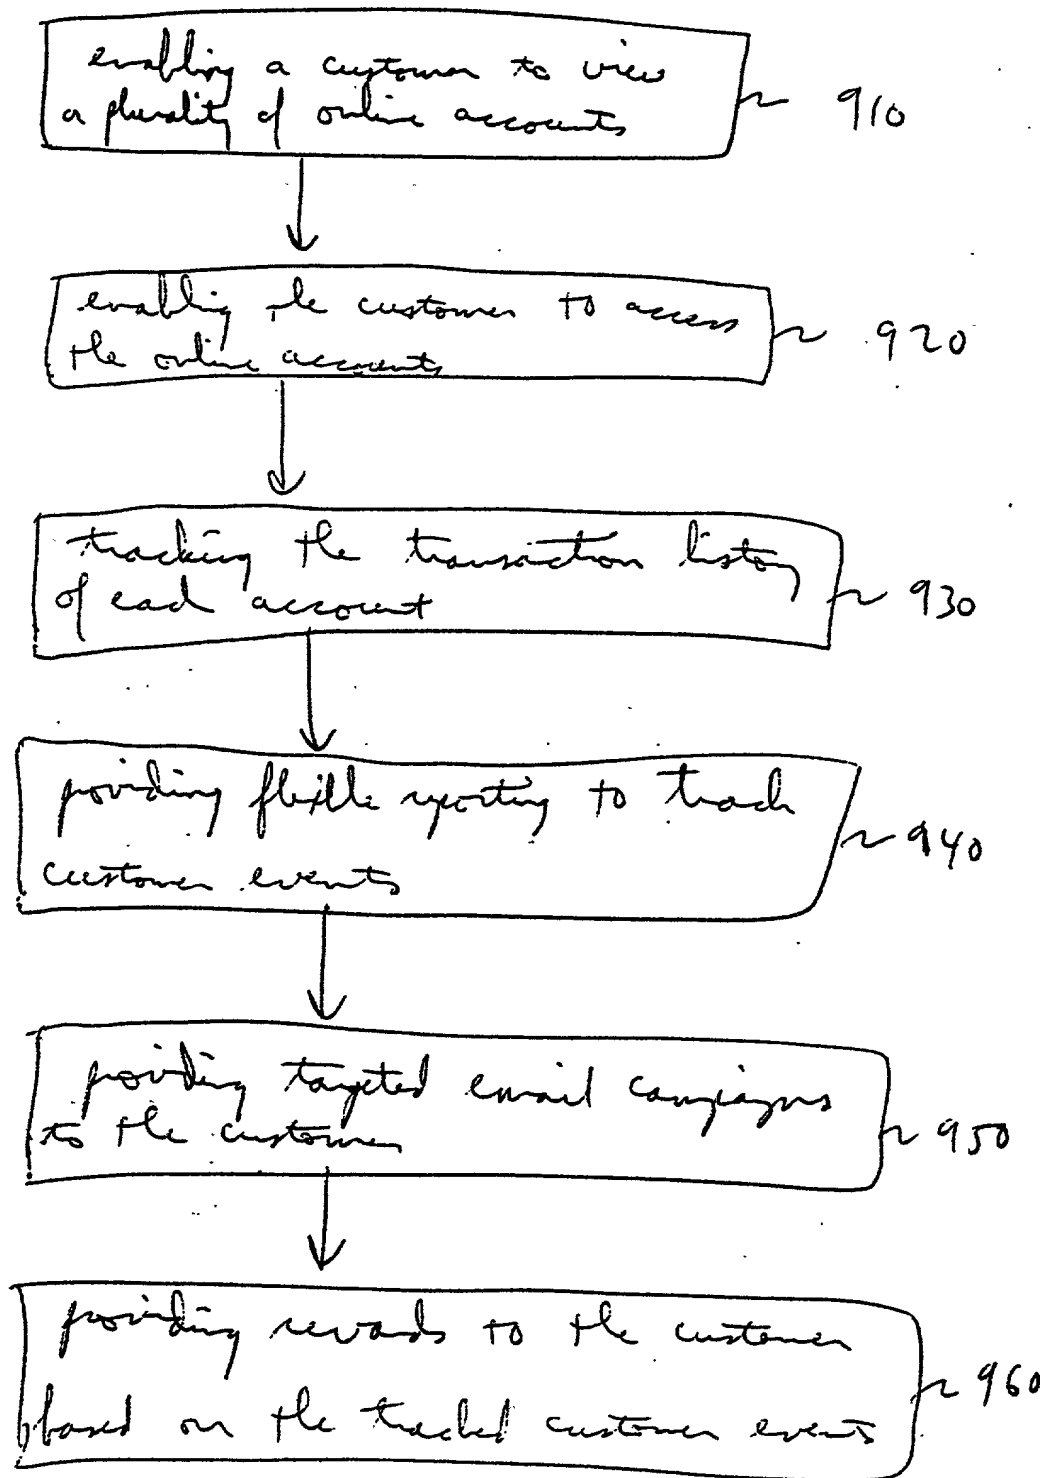 enabling a customer to view
a plurality of online accounts
910
enabling the customer to access
the online accounts
920
tracking the transaction history
of each account
930
providing flexible reporting to track
customer events
940
providing targeted email campaigns
to the customer
950
providing rewards to the customer
based on the tracked customer events
960